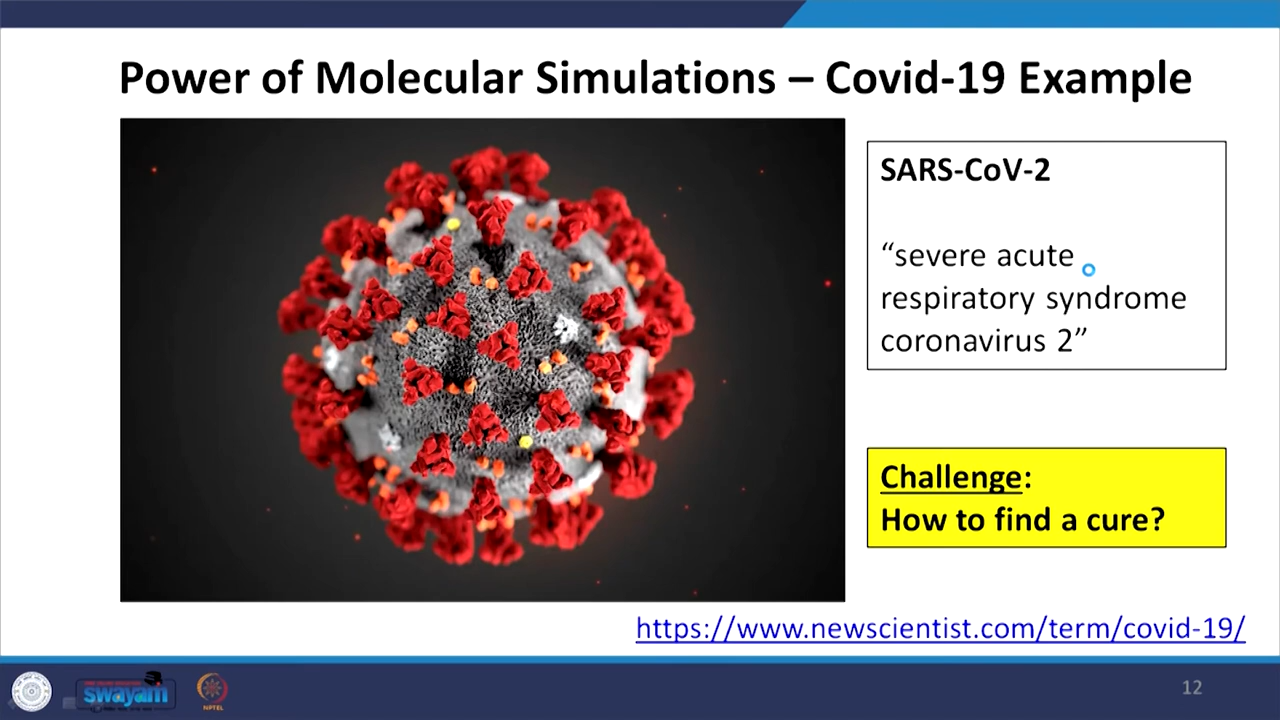 Power of Molecular Simulations – Covid-19 Example
SARS-CoV-2
“severe acute
respiratory syndrome
coronavirus 2”
Challenge:
How to find a cure?
https://www.newscientist.com/term/covid-19/
swayam
NPTEL
12